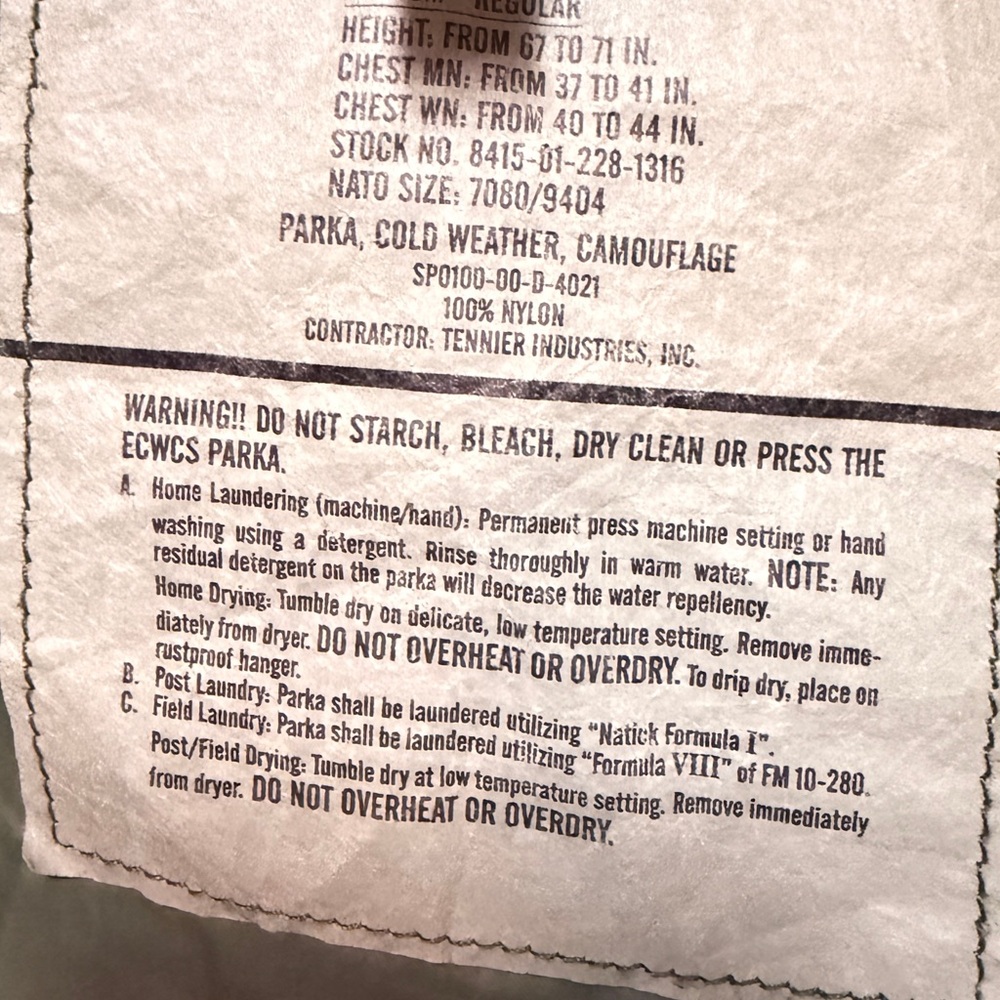 REGULAR
HEIGHT: FROM 67 TO 71 IN.
CHEST MN: FROM 37 TO 41 IN.
CHEST WN: FROM 40 TO 44 IN.
STOCK NO. 8415-01-228-1316
NATO SIZE: 7080/9404
PARKA, COLD WEATHER, CAMOUFLAGE
SP0100-00-D-4021
100% NYLON
CONTRACTOR: TENNIER INDUSTRIES, INC.
WARNING!! DO NOT STARCH, BLEACH, DRY CLEAN OR PRESS THE
ECWCS PARKA.
A. Home Laundering (machine/hand): Permanent press machine setting or hand
washing using a detergent. Rinse thoroughly in warm water. NOTE: Any
residual detergent on the parka will decrease the water repellency.
Home Drying: Tumble dry on delicate, low temperature setting. Remove imme-
diately from dryer. DO NOT OVERHEAT OR OVERDRY. To drip dry, place on
rustproof hanger.
B. Post Laundry: Parka shall be laundered utilizing "Natick Formula I".
C. Field Laundry: Parka shall be laundered utilizing "Formula VIII" of FM 10-280.
Post/Field Drying: Tumble dry at low temperature setting. Remove immediately
from dryer. DO NOT OVERHEAT OR OVERDRY.